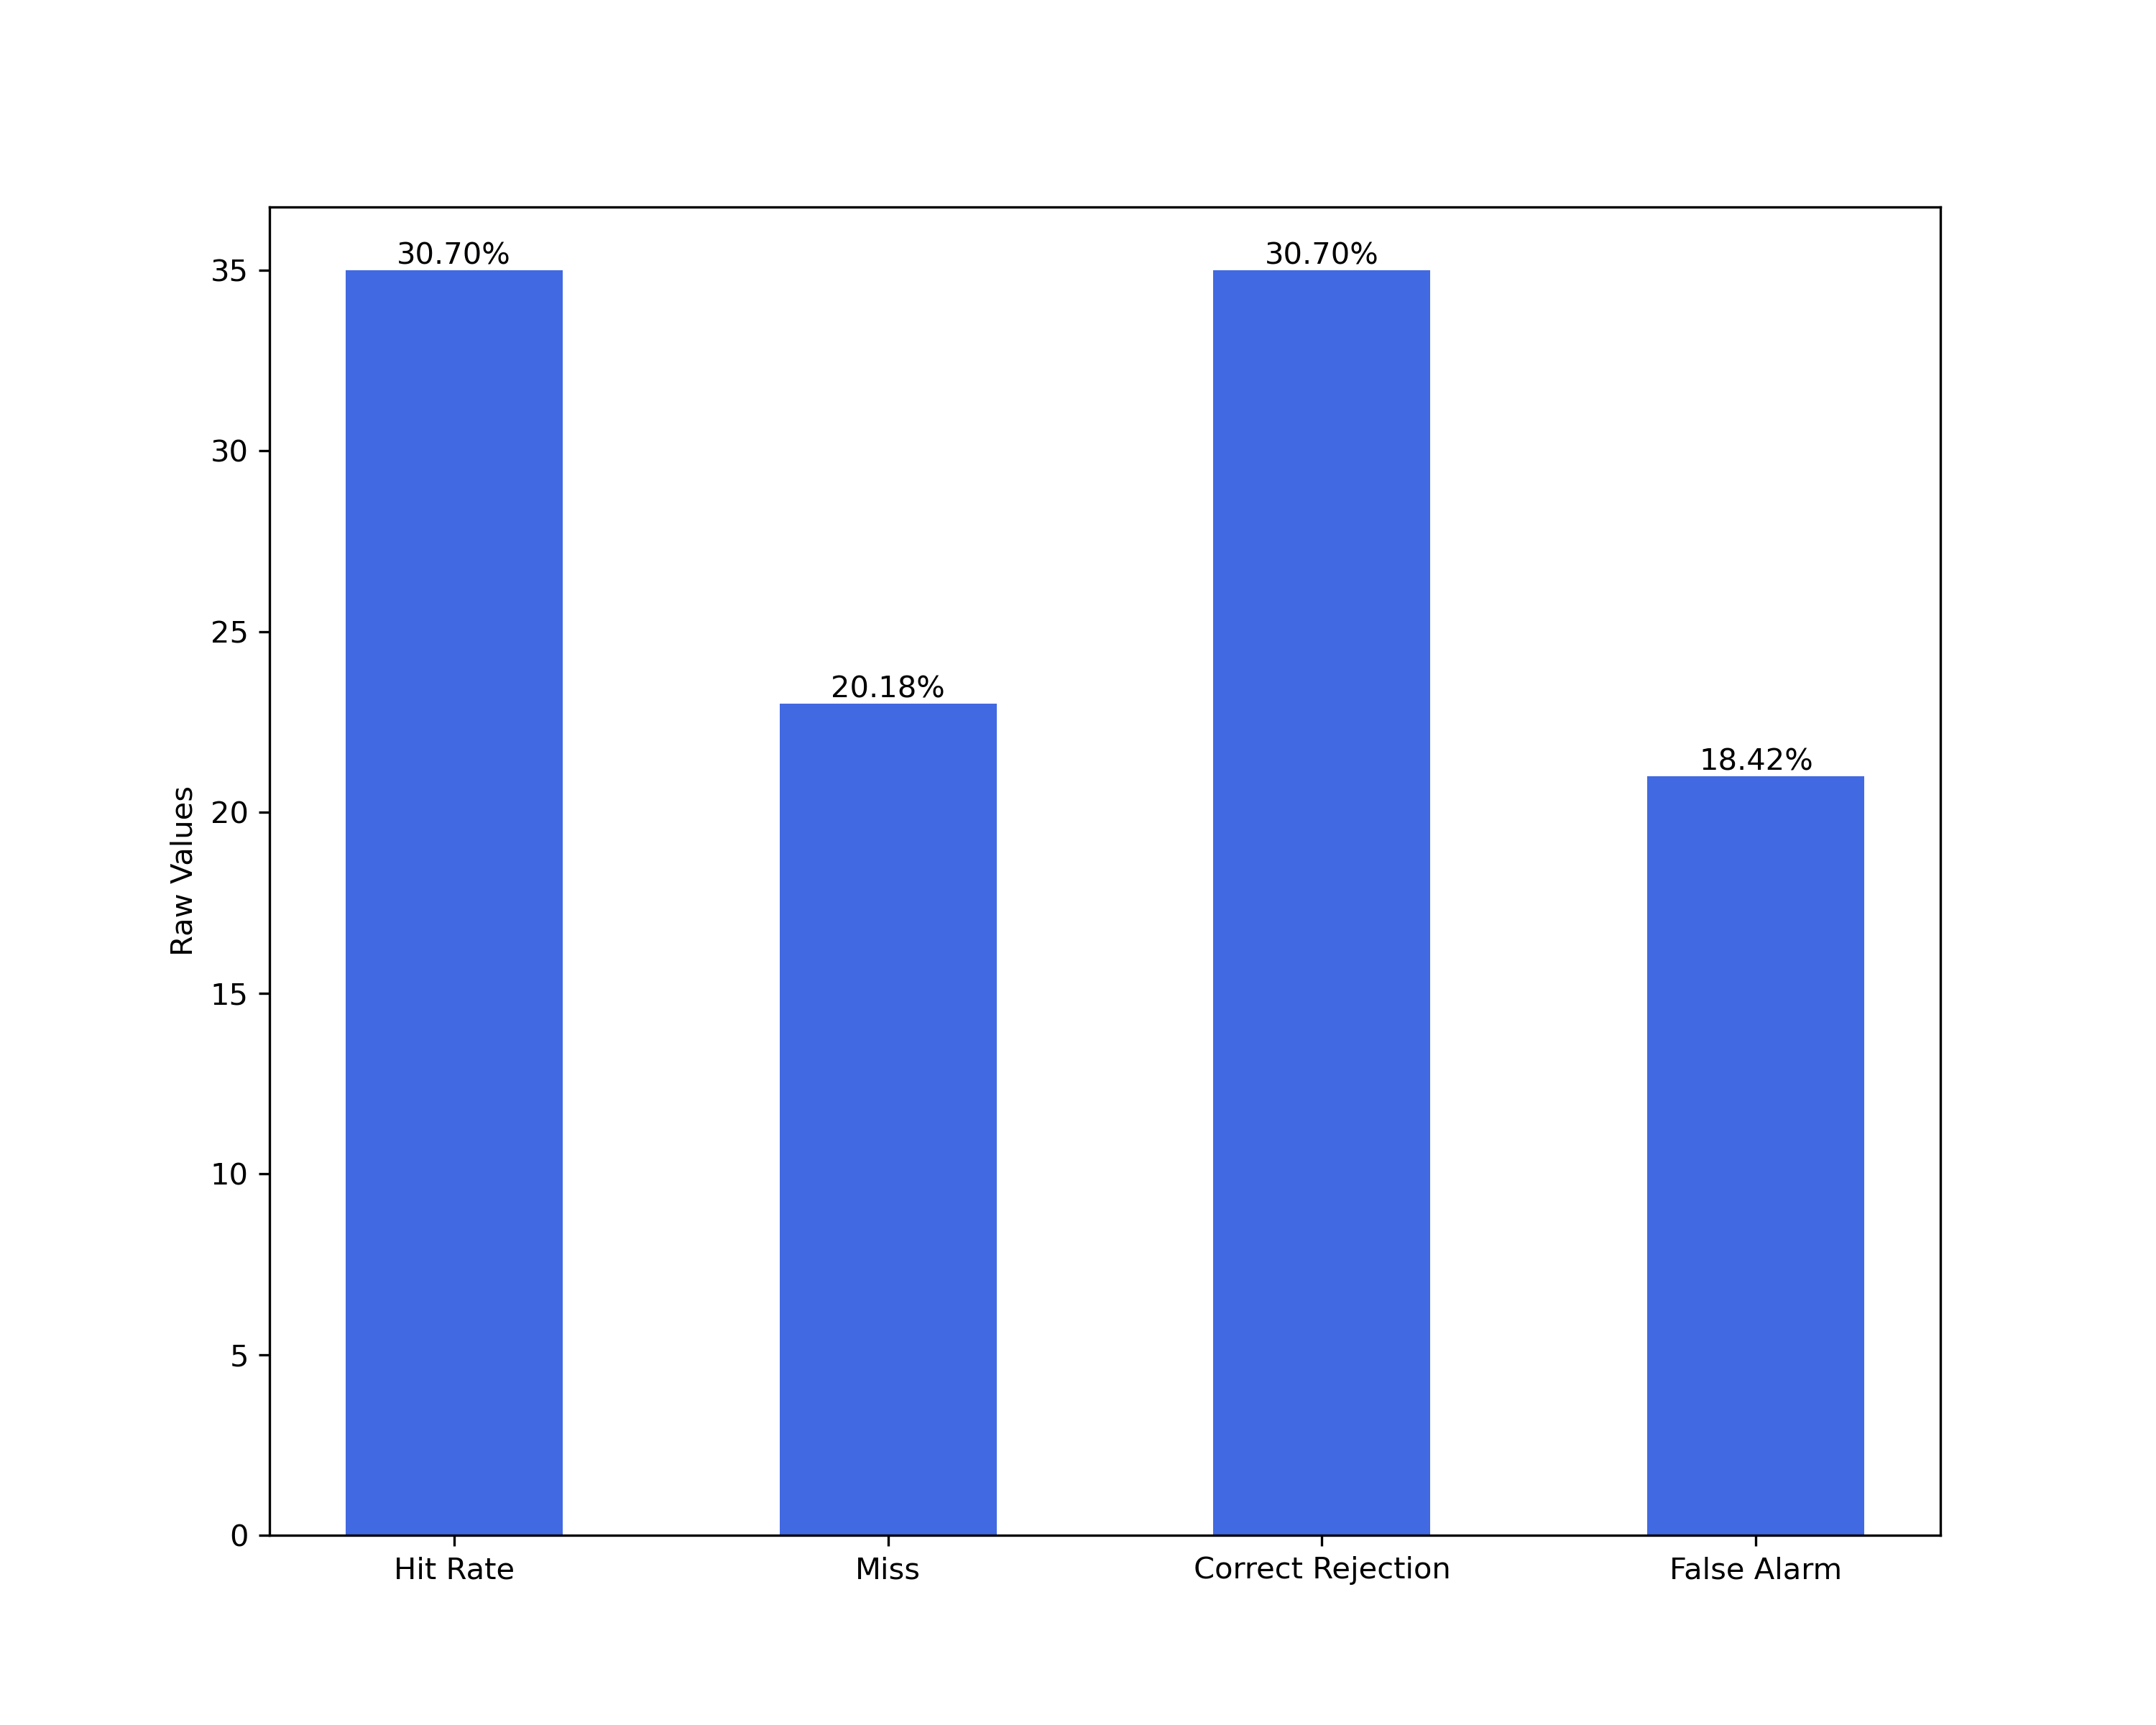 30.70%
30.70%
35
30
25
20.18%
18.42%
20
Raw Values
15
10
5
0
Hit Rate
Miss
Correct Rejection
False Alarm